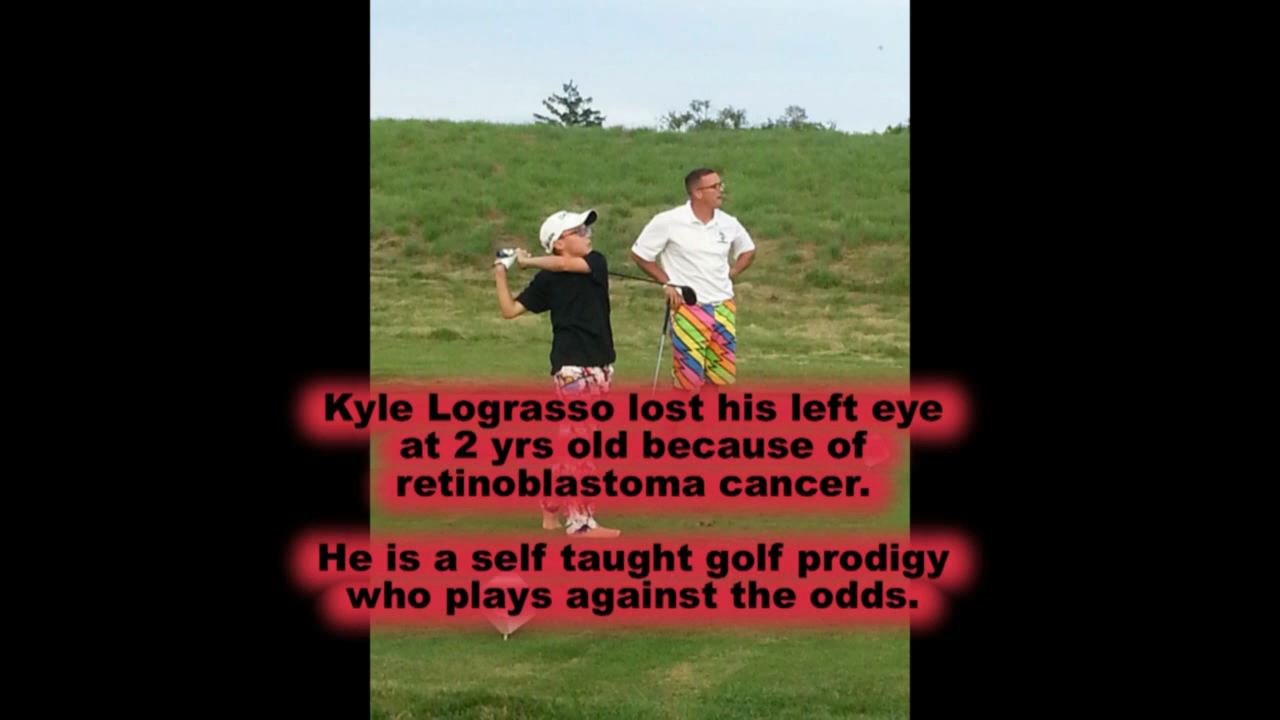 Kyle Lograsso lost his left eye
at 2 yrs old because of
retinoblastoma cancer.
He is a self taught golf prodigy
who plays against the odds.